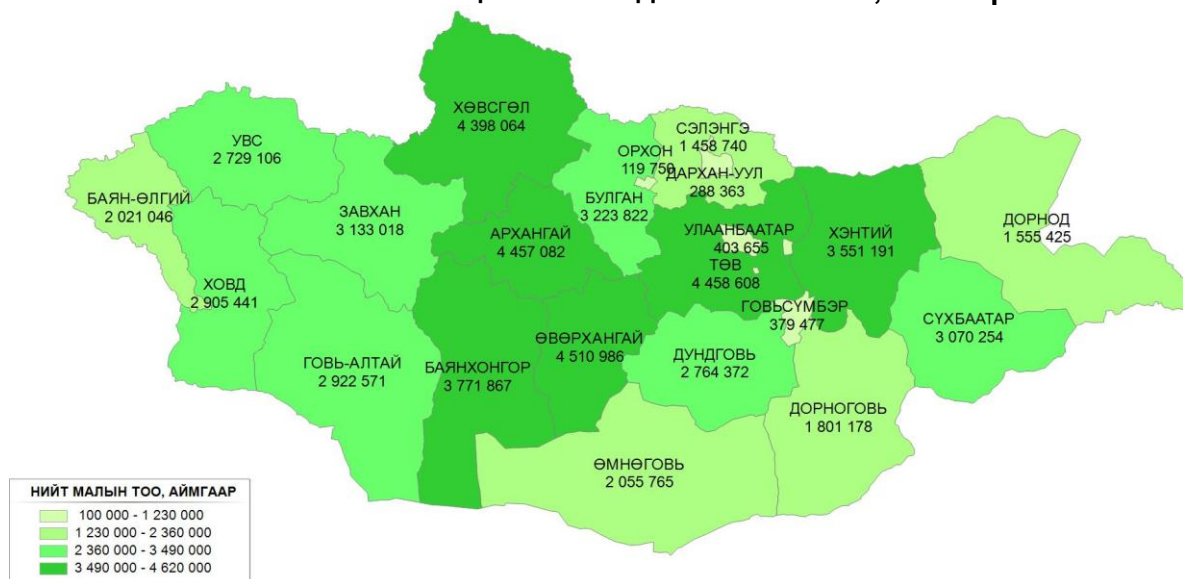 ХӨВСГӨЛ
4 398 064
УВС
2 729 106
СЭЛЭНГЭ
1 458 740
ОРХОН
119 750
ДАРХАН-УУЛ
288 363
БАЯН-ӨЛГИЙ
2 021 046
БУЛГАН
3 223 822
ЗАВХАН
3 133 018
ДОРНОД
1 555 425
АРХАНГАЙ
4 457 082
УЛААНБААТАР
403 655
ХЭНТИЙ
3 551 191
ТӨВ
4 458 608
ХОВД
2 905 441
ГОВЬСҮМБЭР
379 477
СҮХБААТАР
3 070 254
ӨВӨРХАНГАЙ
4 510 986
ГОВЬ-АЛТАЙ
2 922 571
БАЯНХОНГОР
3 771 867
ДУНДГОВЬ
2 764 372
ДОРНОГОВЬ
1 801 178
ӨМНӨГОВЬ
2 055 765
НИЙТ МАЛЫН ТОО, АЙМГААР
100 000 - 1 230 000
1 230 000 - 2 360 000
2 360 000 - 3 490 000
3 490 000 - 4 620 000